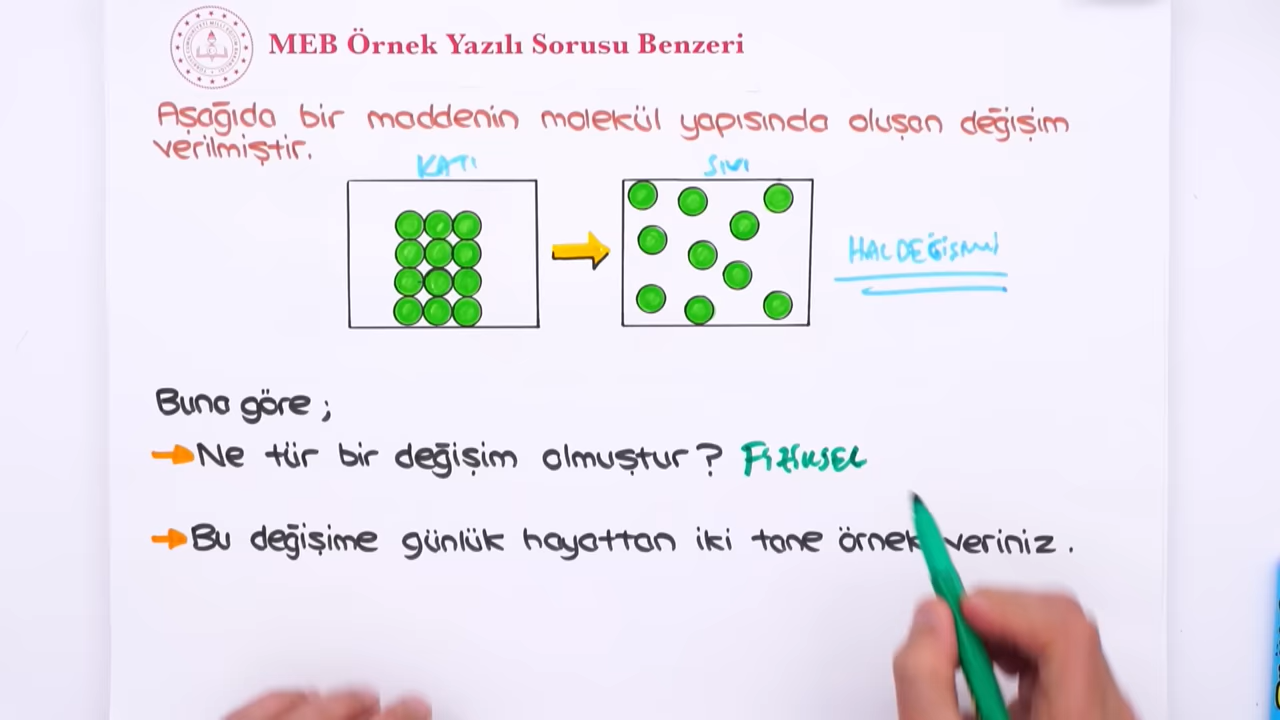 MEB Örnek Yazılı Sorusu Benzeri
Aşağıda bir maddenin molekül yapısında oluşan değişim
verilmiştir.
KATI
SIVI
HAL DEĞİŞİMİ
Buna göre;
Ne tür bir değişim olmuştur? FİZİKSEL
Bu değişime günlük hayattan iki tane örnek veriniz.